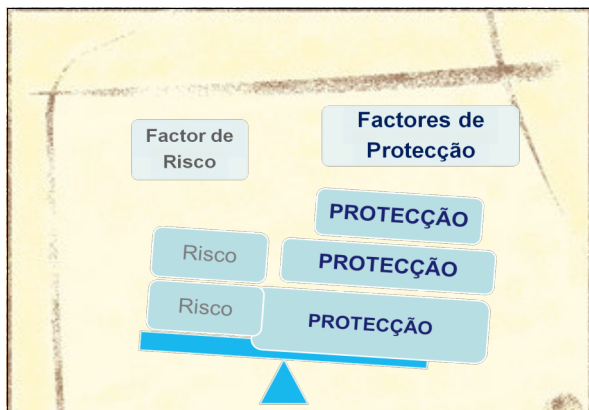 Factor de
Risco
Factores de
Protecção
PROTECÇÃO
Risco
PROTECÇÃO
Risco
PROTECÇÃO